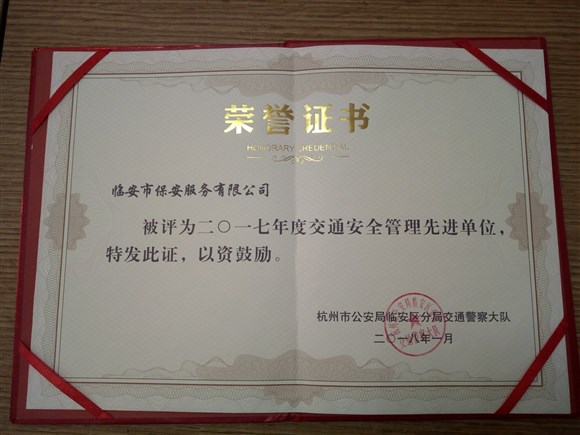 荣誉证书
HONORARY CREDENTIAL
临安市保安服务有限公司
被评为二〇一七年度交通安全管理先进单位，
特发此证，以资鼓励。
杭州市公安局临安区分局交通警察大队
二〇一八年一月